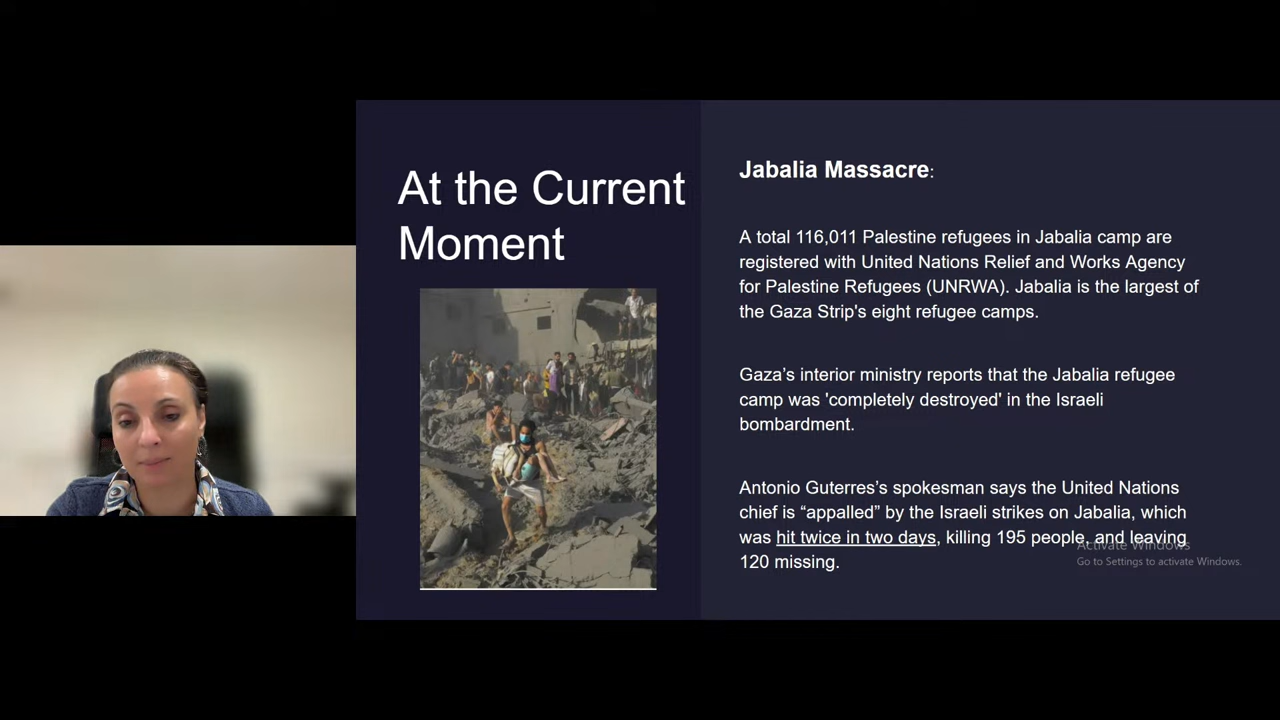 At the Current
Moment
Jabalia Massacre:
A total 116,011 Palestine refugees in Jabalia camp are
registered with United Nations Relief and Works Agency
for Palestine Refugees (UNRWA). Jabalia is the largest of
the Gaza Strip's eight refugee camps.
Gaza’s interior ministry reports that the Jabalia refugee
camp was 'completely destroyed' in the Israeli
bombardment.
Antonio Guterres’s spokesman says the United Nations
chief is “appalled” by the Israeli strikes on Jabalia, which
was hit twice in two days, killing 195 people, and leaving
120 missing.
Activate Windows
Go to Settings to activate Windows.